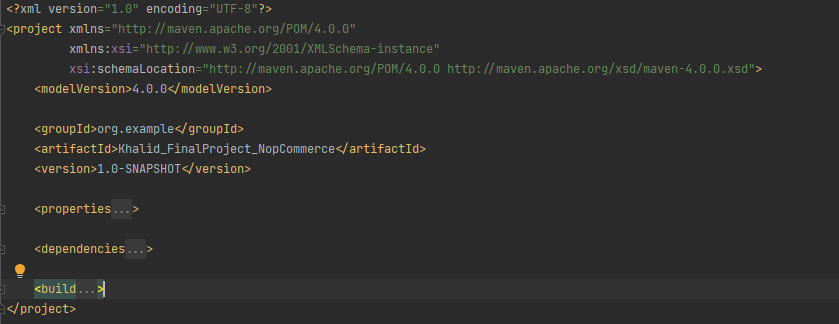 <?xml version="1.0" encoding="UTF-8"?>
<project xmlns="http://maven.apache.org/POM/4.0.0"
         xmlns:xsi="http://www.w3.org/2001/XMLSchema-instance"
         xsi:schemaLocation="http://maven.apache.org/POM/4.0.0 http://maven.apache.org/xsd/maven-4.0.0.xsd">
    <modelVersion>4.0.0</modelVersion>
    <groupId>org.example</groupId>
    <artifactId>Khalid_FinalProject_NopCommerce</artifactId>
    <version>1.0-SNAPSHOT</version>
    <properties...>
    <dependencies...>
    <build...>
</project>